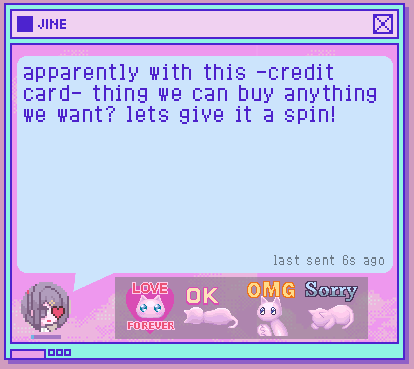 JINE
apparently with this -credit
card- thing we can buy anything
we want? lets give it a spin!
last sent 6s ago
LOVE
FOREVER
OK
OMG
Sorry